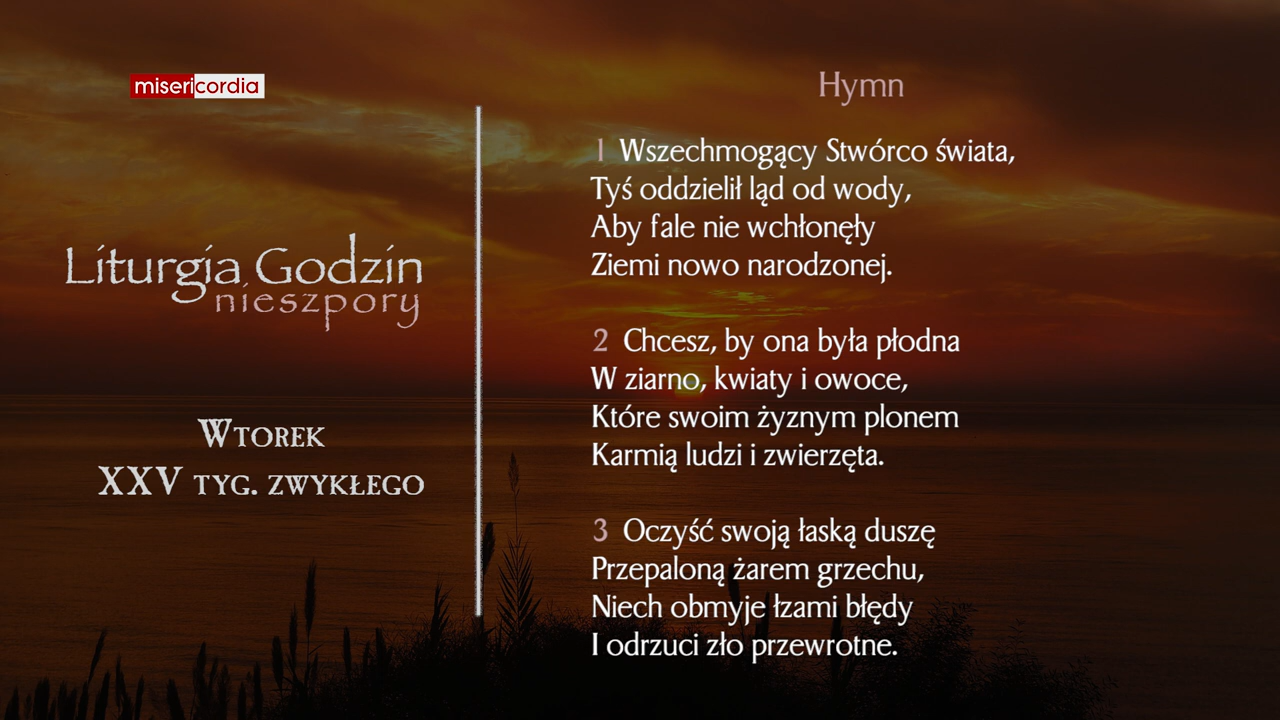 misericordia
Liturgia Godzin
nieszpory
Wtorek
XXV tyg. zwykłego
Hymn
1 Wszechmogący Stwórco świata,
Tyś oddzielił ląd od wody,
Aby fale nie wchłonęły
Ziemi nowo narodzonej.
2 Chcesz, by ona była płodna
W ziarno, kwiaty i owoce,
Które swoim żyznym plonem
Karmią ludzi i zwierzęta.
3 Oczyść swoją łaską duszę
Przepaloną żarem grzechu,
Niech obmyje łzami błędy
I odrzuci zło przewrotne.